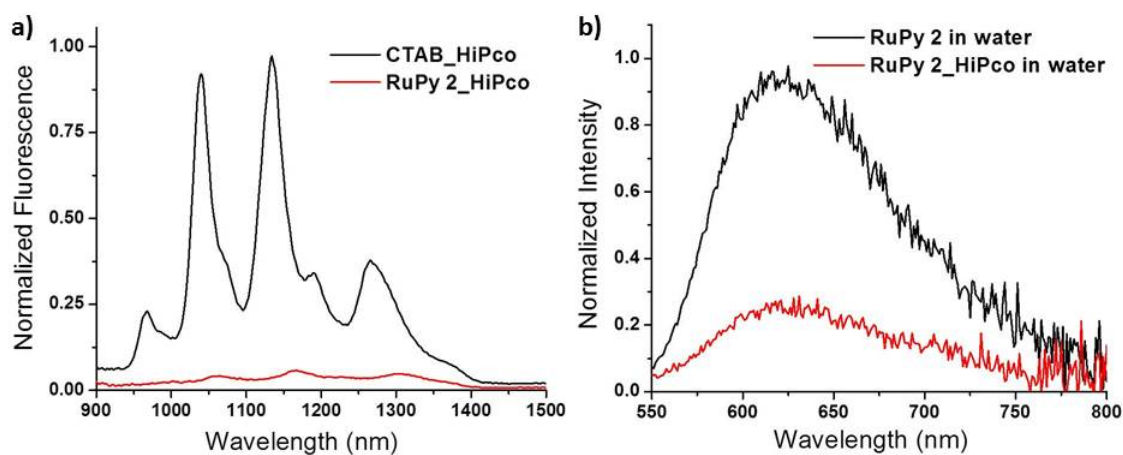 a)
CTAB_HiPco
RuPy 2_HiPco
Normalized Fluorescence
1.00
0.75
0.50
0.25
0.00
900 1000 1100 1200 1300 1400 1500
Wavelength (nm)
b)
RuPy 2 in water
RuPy 2_HiPco in water
Normalized Intensity
1.0
0.8
0.6
0.4
0.2
0.0
550 600 650 700 750 800
Wavelength (nm)